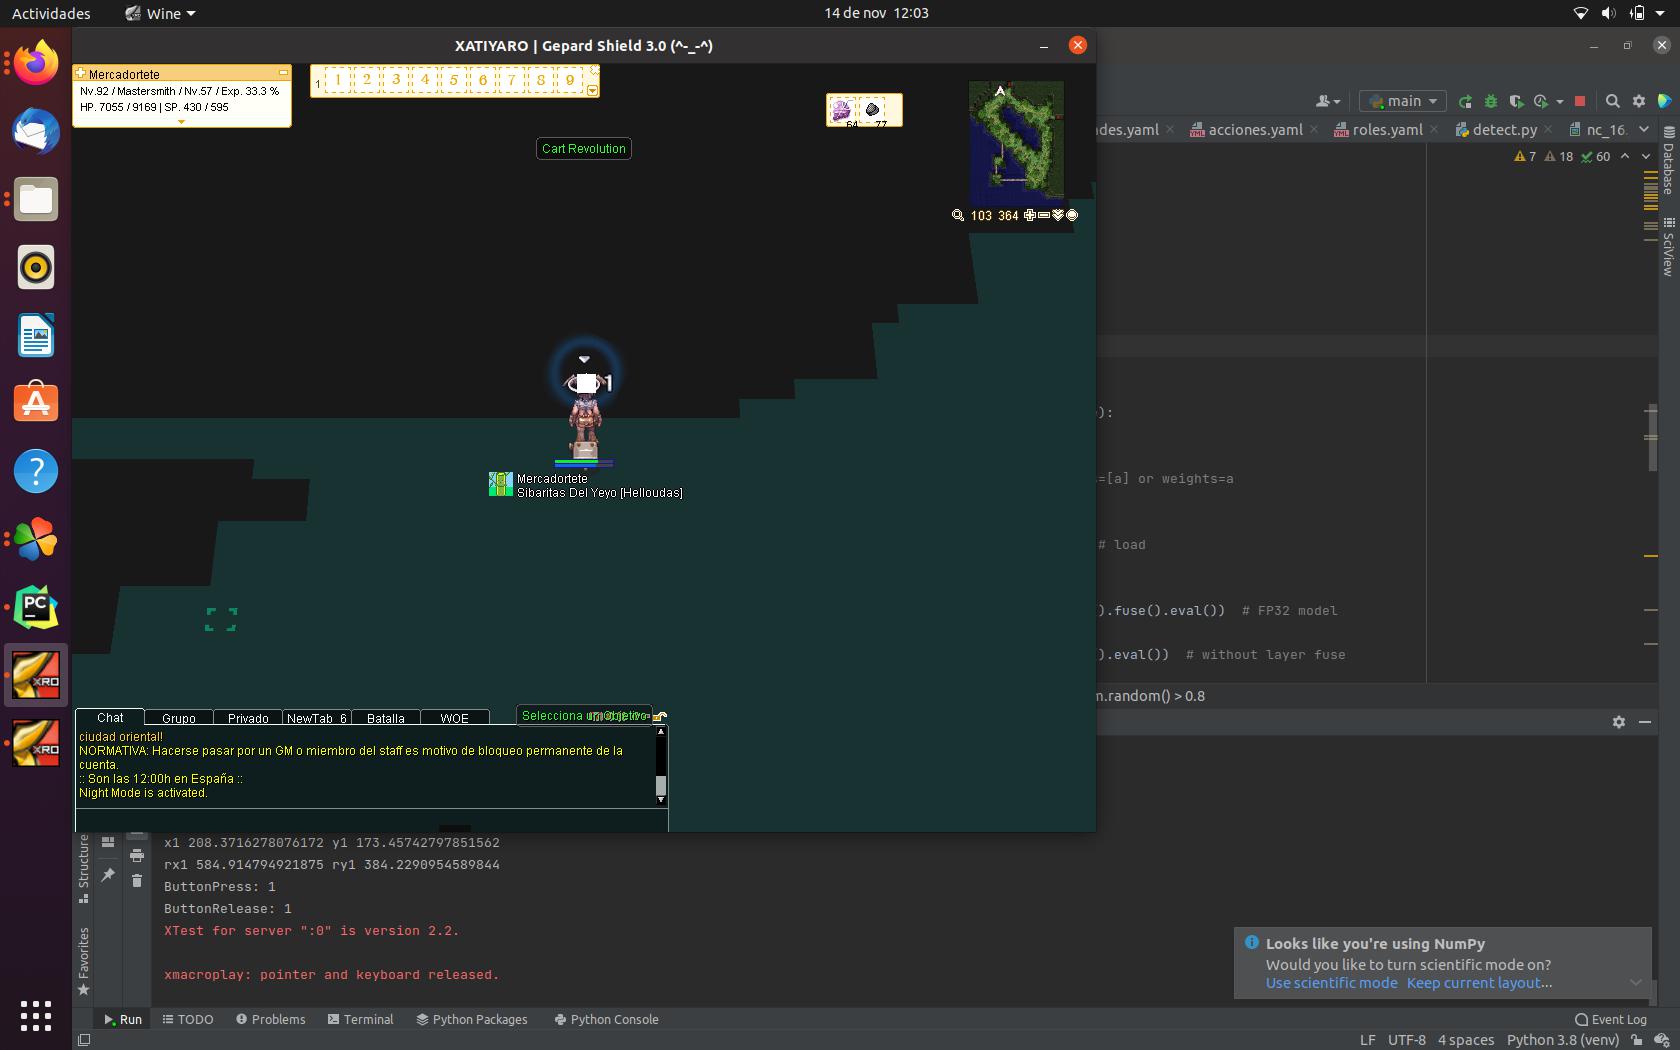 Actividades
Wine
14 de nov 12:03
XATIYARO | Gepard Shield 3.0 (^-_-^)
Mercadortete
Nv.92 / Mastersmith / Nv.57 / Exp. 33.3 %
HP. 7055 / 9169 | SP. 430 / 595
1 1 2 3 4 5 6 7 8 9
64 77
Cart Revolution
103 364
main
des.yaml acciones.yaml roles.yaml detect.py nc_16.
7 18 60
Database
SciView
):
=[a] or weights=a
# load
).fuse().eval()) # FP32 model
).eval()) # without layer fuse
m.random() > 0.8
1
Mercadortete
Sibaritas Del Yeyo [Helloudas]
PC
XRO
XRO
Chat Grupo Privado NewTab_6 Batalla WOE
ciudad oriental!
NORMATIVA: Hacerse pasar por un GM o miembro del staff es motivo de bloqueo permanente de la
cuenta.
:: Son las 12:00h en España ::
Night Mode is activated.
Structure
Favorites
x1 208.3716278076172 y1 173.45742797851562
rx1 584.914794921875 ry1 384.2290954589844
ButtonPress: 1
ButtonRelease: 1
XTest for server ":0" is version 2.2.
xmacroplay: pointer and keyboard released.
Looks like you're using NumPy
Would you like to turn scientific mode on?
Use scientific mode Keep current layout...
Run TODO Problems Terminal Python Packages Python Console
Event Log
LF UTF-8 4 spaces Python 3.8 (venv)